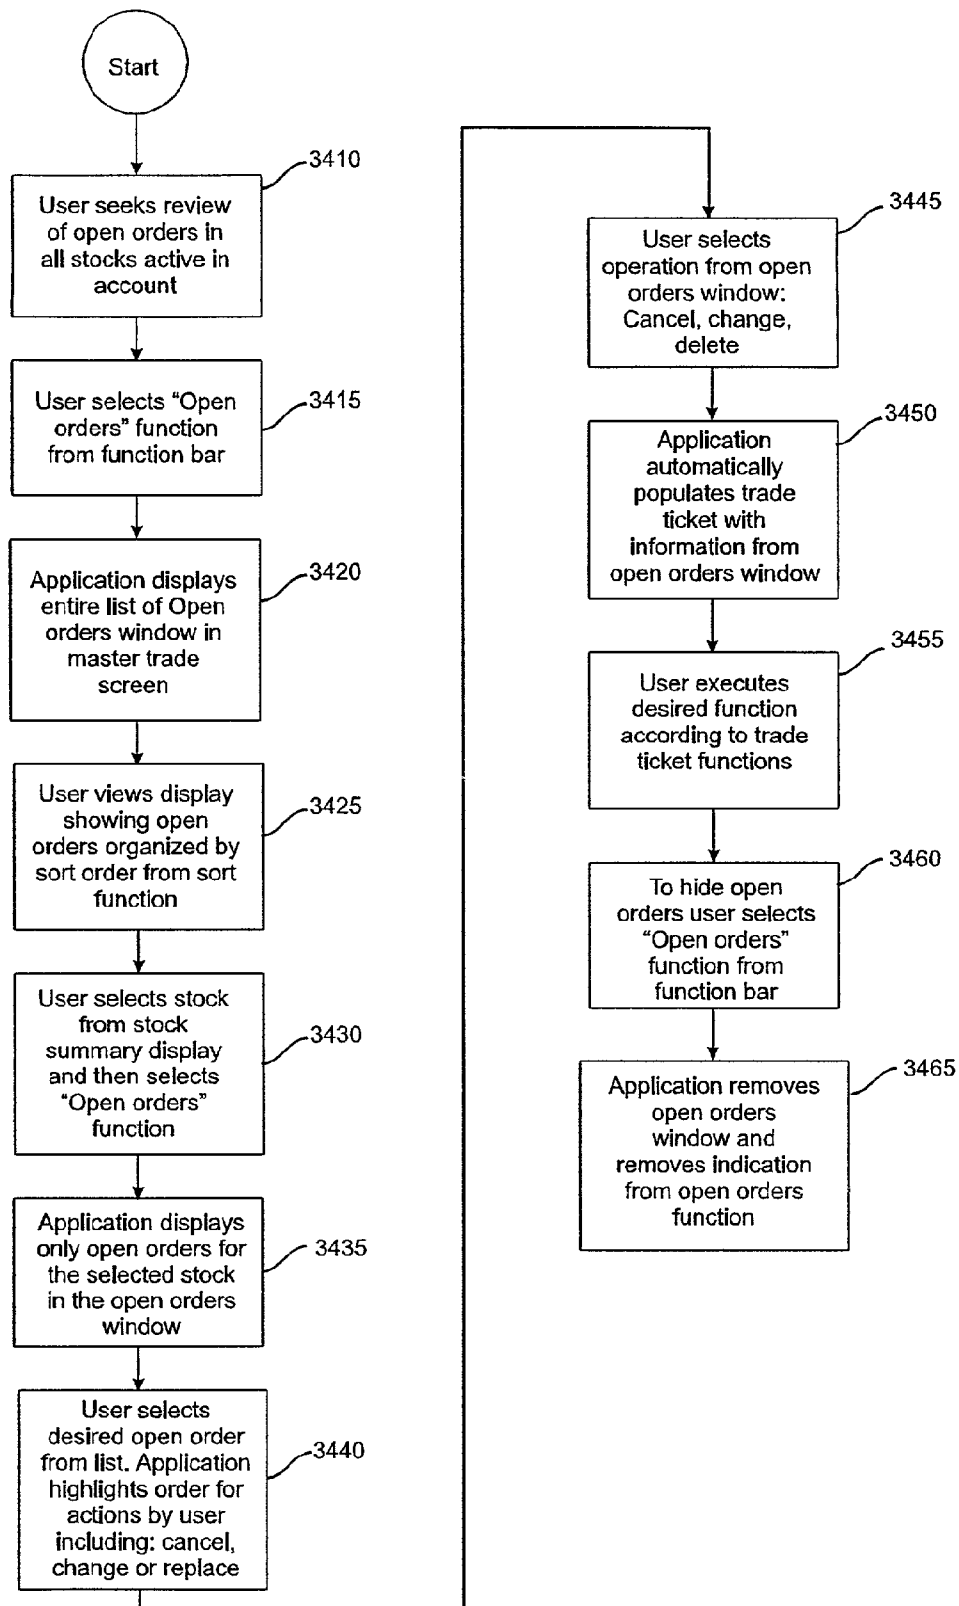 Start
3410
User seeks review
of open orders in
all stocks active in
account
3415
User selects “Open
orders” function
from function bar
3420
Application displays
entire list of Open
orders window in
master trade
screen
3425
User views display
showing open
orders organized by
sort order from sort
function
3430
User selects stock
from stock
summary display
and then selects
“Open orders”
function
3435
Application displays
only open orders for
the selected stock
in the open orders
window
3440
User selects
desired open order
from list. Application
highlights order for
actions by user
including: cancel,
change or replace
3445
User selects
operation from open
orders window:
Cancel, change,
delete
3450
Application
automatically
populates trade
ticket with
information from
open orders window
3455
User executes
desired function
according to trade
ticket functions
3460
To hide open
orders user selects
“Open orders”
function from
function bar
3465
Application removes
open orders
window and
removes indication
from open orders
function